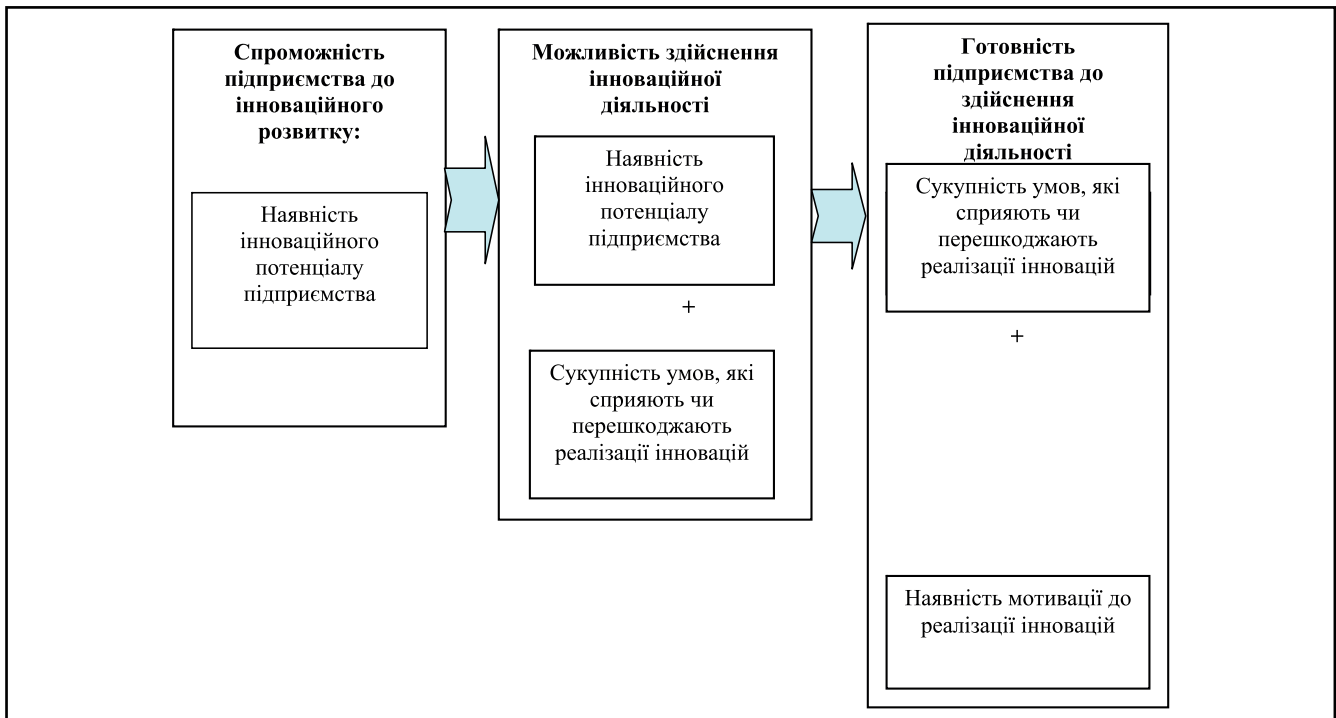 Спроможність
підприємства до
інноваційного
розвитку:
Наявність
інноваційного
потенціалу
підприємства
Можливість здійснення
інноваційної
діяльності
Наявність
інноваційного
потенціалу
підприємства
+
Сукупність умов, які
сприяють чи
перешкоджають
реалізації інновацій
Готовність
підприємства до
здійснення
інноваційної
діяльності
Сукупність умов, які
сприяють чи
перешкоджають
реалізації інновацій
+
Наявність мотивації до
реалізації інновацій